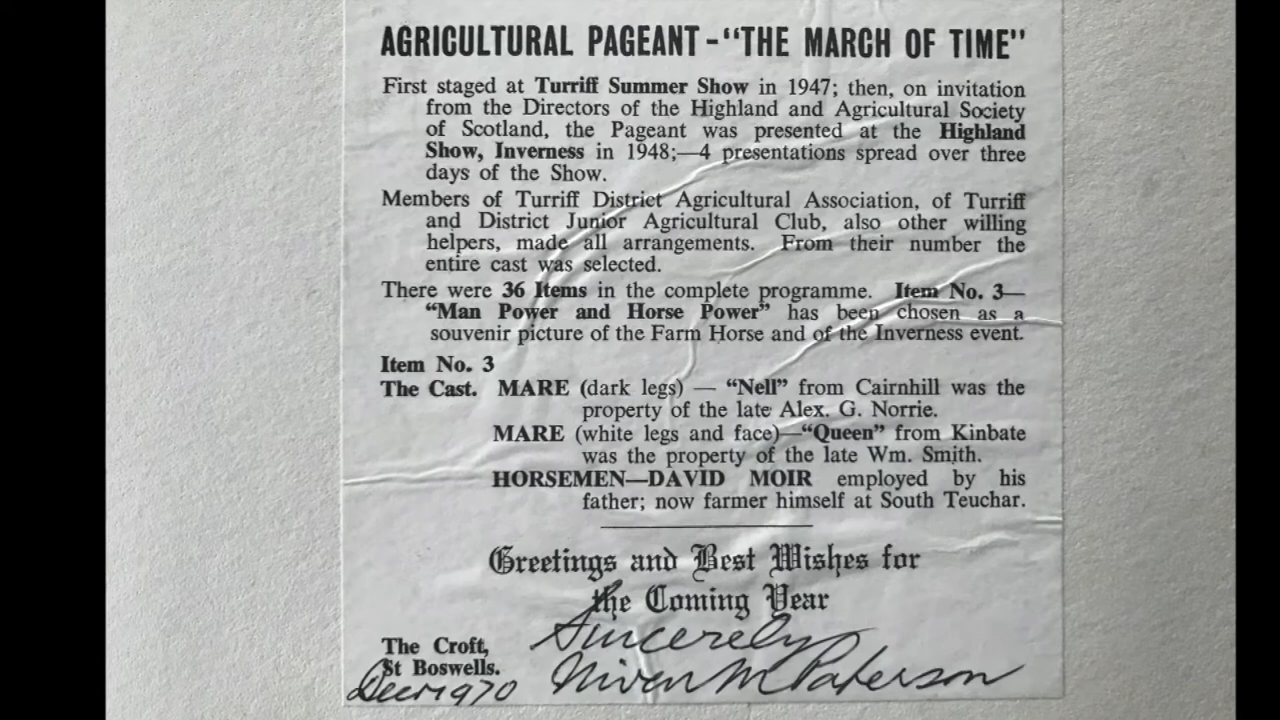 AGRICULTURAL PAGEANT - "THE MARCH OF TIME"
First staged at Turriff Summer Show in 1947; then, on invitation
from the Directors of the Highland and Agricultural Society
of Scotland, the Pageant was presented at the Highland
Show, Inverness in 1948;—4 presentations spread over three
days of the Show.
Members of Turriff District Agricultural Association, of Turriff
and District Junior Agricultural Club, also other willing
helpers, made all arrangements. From their number the
entire cast was selected.
There were 36 Items in the complete programme. Item No. 3—
"Man Power and Horse Power" has been chosen as a
souvenir picture of the Farm Horse and of the Inverness event.
Item No. 3
The Cast. MARE (dark legs) — "Nell" from Cairnhill was the
property of the late Alex. G. Norrie.
MARE (white legs and face)—"Queen" from Kinbate
was the property of the late Wm. Smith.
HORSEMEN—DAVID MOIR employed by his
father; now farmer himself at South Teuchar.
Greetings and Best Wishes for
the Coming Year
Sincerely
The Croft,
St Boswells.
Niven M Paterson
Decr 1970